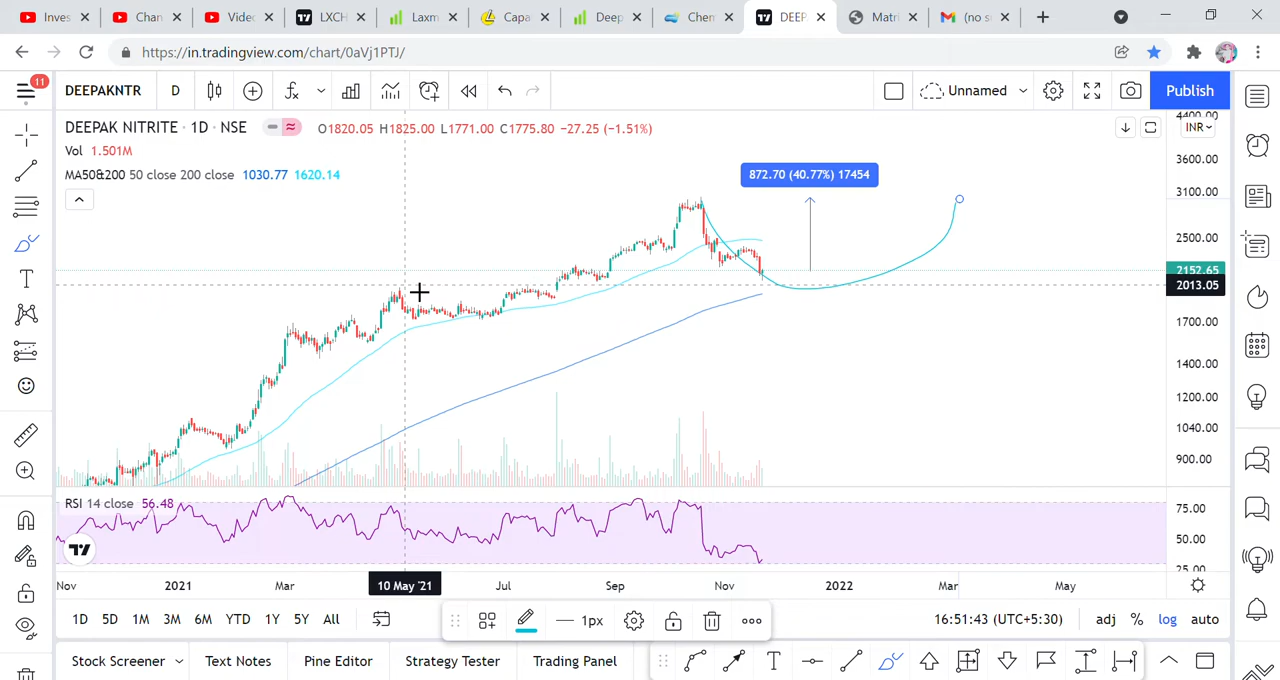 Inves
Chan
Videc
LXCH
Laxm
Capa
Deep
Chen
DEEP
Matri
(no s
https://in.tradingview.com/chart/0aVj1PTJ/
11
DEEPAKNTR D
Unnamed
Publish
DEEPAK NITRITE · 1D · NSE O1820.05 H1825.00 L1771.00 C1775.80 −27.25 (−1.51%)
INR
Vol 1.501M
MA50&200 50 close 200 close 1030.77 1620.14
872.70 (40.77%) 17454
4400.00
3600.00
3100.00
2500.00
2152.65
2013.05
1700.00
1400.00
1200.00
1040.00
900.00
RSI 14 close 56.48
75.00
50.00
25.00
Nov 2021 Mar 10 May '21 Jul Sep Nov 2022 Mar May
1D 5D 1M 3M 6M YTD 1Y 5Y All
1px
16:51:43 (UTC+5:30) adj % log auto
Stock Screener Text Notes Pine Editor Strategy Tester Trading Panel